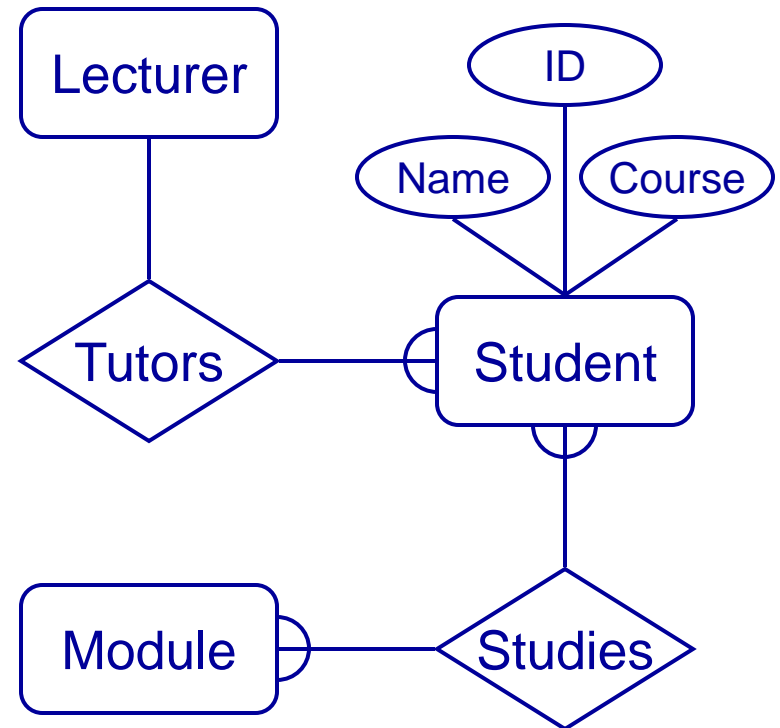 Lecturer
ID
Name
Course
Tutors
Student
Module
Studies